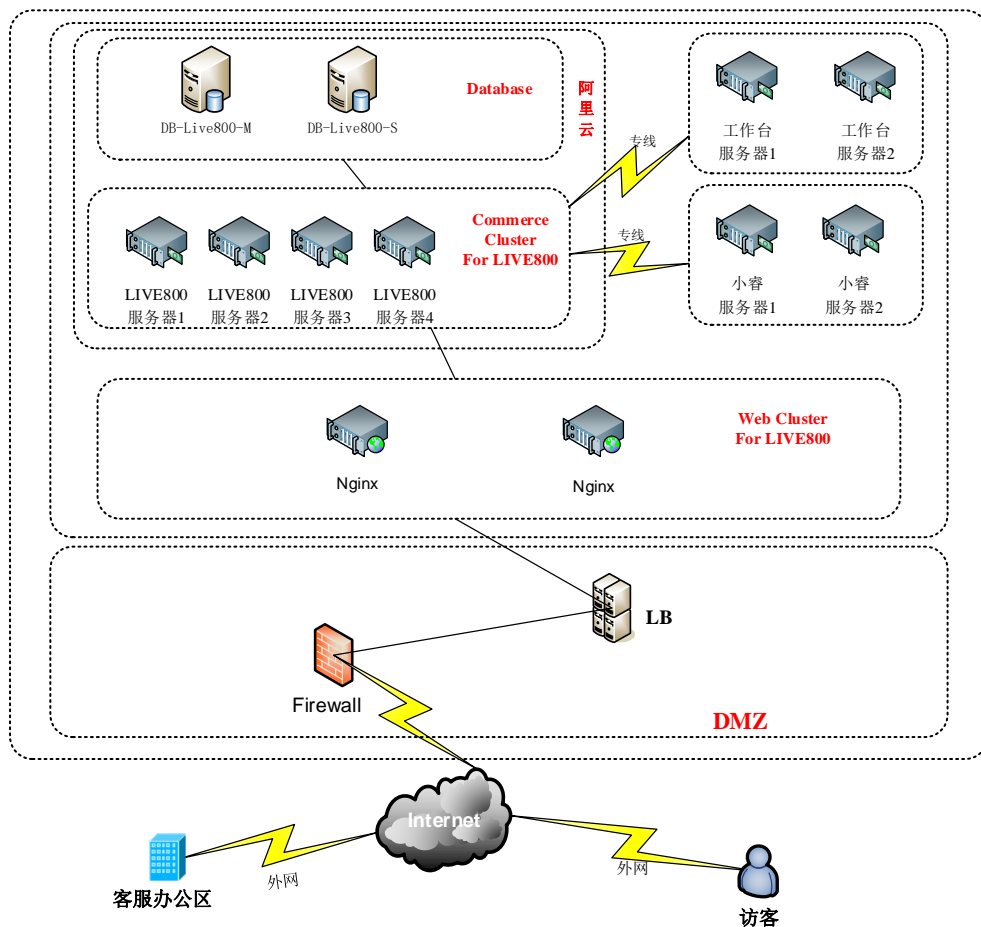 Database
阿
里
云
DB-Live800-M
DB-Live800-S
专线
工作台
服务器1
工作台
服务器2
Commerce
Cluster
For LIVE800
专线
LIVE800
服务器1
LIVE800
服务器2
LIVE800
服务器3
LIVE800
服务器4
小睿
服务器1
小睿
服务器2
Web Cluster
For LIVE800
Nginx
Nginx
LB
Firewall
DMZ
Internet
外网
外网
客服办公区
访客